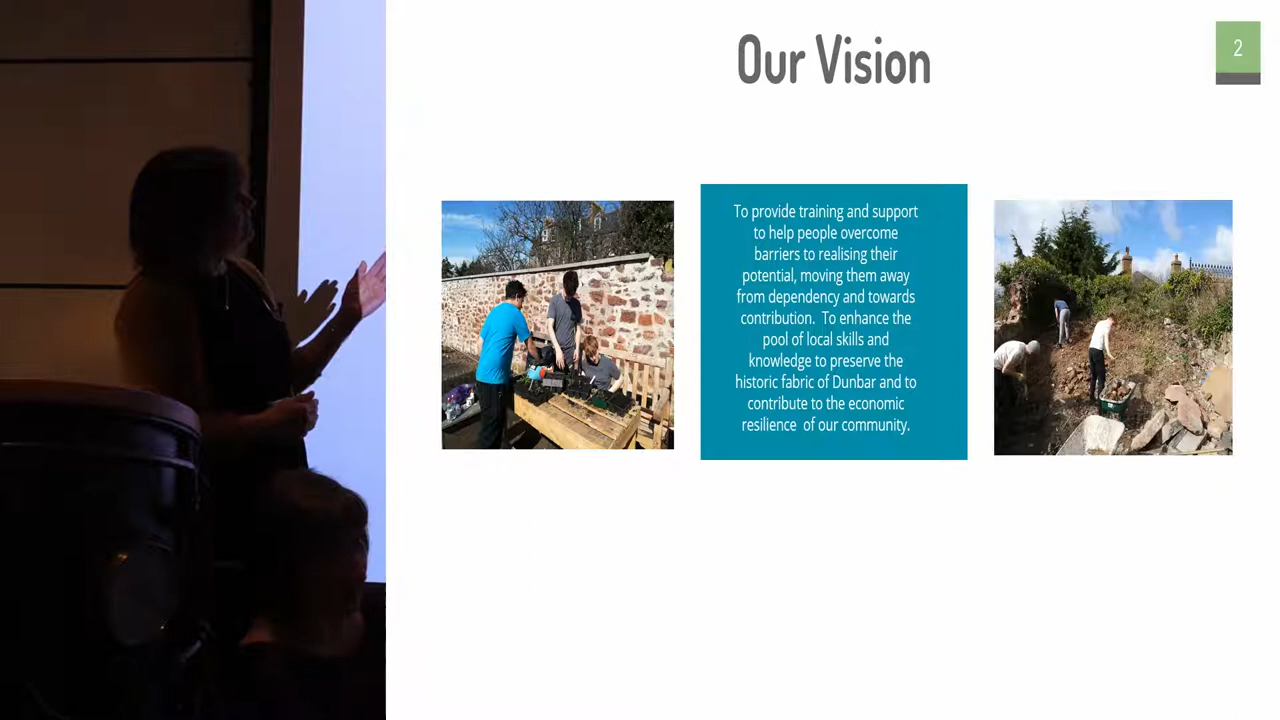 Our Vision
2
To provide training and support
to help people overcome
barriers to realising their
potential, moving them away
from dependency and towards
contribution. To enhance the
pool of local skills and
knowledge to preserve the
historic fabric of Dunbar and to
contribute to the economic
resilience of our community.